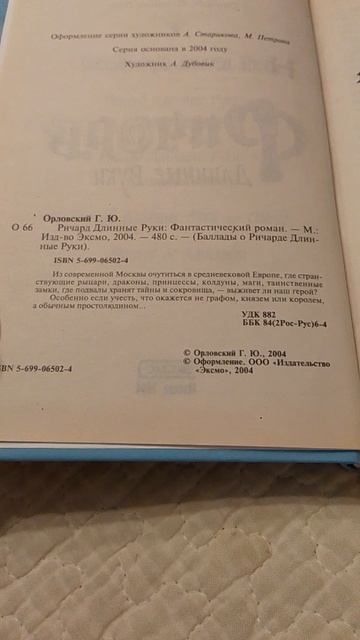 Оформление серии художников А. Старикова, М. Петрова
Серия основана в 2004 году
Художник А. Дубовик
Орловский Г. Ю.
О 66 Ричард Длинные Руки: Фантастический роман. — М.:
Изд-во Эксмо, 2004. — 480 с. — (Баллады о Ричарде Длин-
ные Руки).
ISBN 5-699-06502-4
Из современной Москвы очутиться в средневековой Европе, где стран-
ствующие рыцари, драконы, принцессы, колдуны, маги, таинственные
замки, где подвалы хранят тайны и сокровища, — выживет ли наш герой?
Особенно если учесть, что окажется не графом, князем или королем,
а обычным простолюдином...
УДК 882
ББК 84(2Рос-Рус)6-4
© Орловский Г. Ю., 2004
© Оформление. ООО «Издательство
«Эксмо», 2004
BN 5-699-06502-4